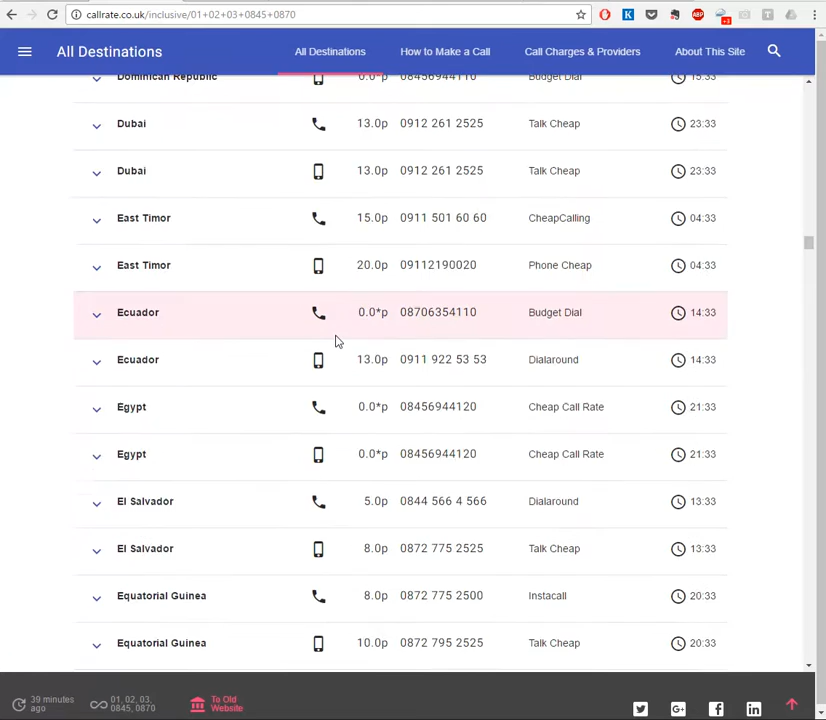 callrate.co.uk/inclusive/01+02+03+0845+0870
All Destinations
All Destinations How to Make a Call Call Charges & Providers About This Site
Dominican Republic 0.0*p 08456944110 Budget Dial 15:33
Dubai 13.0p 0912 261 2525 Talk Cheap 23:33
Dubai 13.0p 0912 261 2525 Talk Cheap 23:33
East Timor 15.0p 0911 501 60 60 CheapCalling 04:33
East Timor 20.0p 09112190020 Phone Cheap 04:33
Ecuador 0.0*p 08706354110 Budget Dial 14:33
Ecuador 13.0p 0911 922 53 53 Dialaround 14:33
Egypt 0.0*p 08456944120 Cheap Call Rate 21:33
Egypt 0.0*p 08456944120 Cheap Call Rate 21:33
El Salvador 5.0p 0844 566 4 566 Dialaround 13:33
El Salvador 8.0p 0872 775 2525 Talk Cheap 13:33
Equatorial Guinea 8.0p 0872 775 2500 Instacall 20:33
Equatorial Guinea 10.0p 0872 795 2525 Talk Cheap 20:33
39 minutes ago
01, 02, 03, 0845, 0870
To Old Website